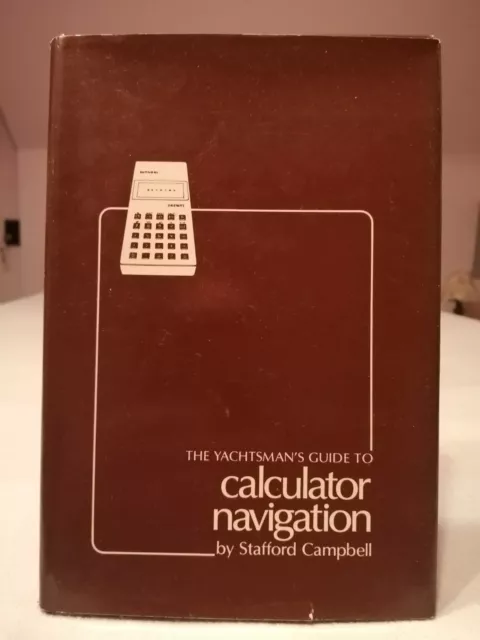 THE YACHTSMAN'S GUIDE TO
calculator
navigation
by Stafford Campbell